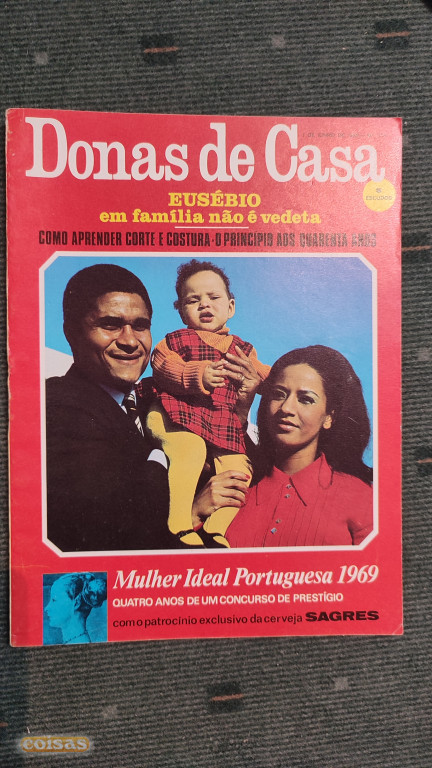 Donas de Casa
EUSÉBIO
em família não é vedeta
ESCUDOS
COMO APRENDER CORTE E COSTURA · O PRINCÍPIO AOS QUARENTA ANOS
Mulher Ideal Portuguesa 1969
QUATRO ANOS DE UM CONCURSO DE PRESTÍGIO
com o patrocínio exclusivo da cerveja SAGRES
coisas